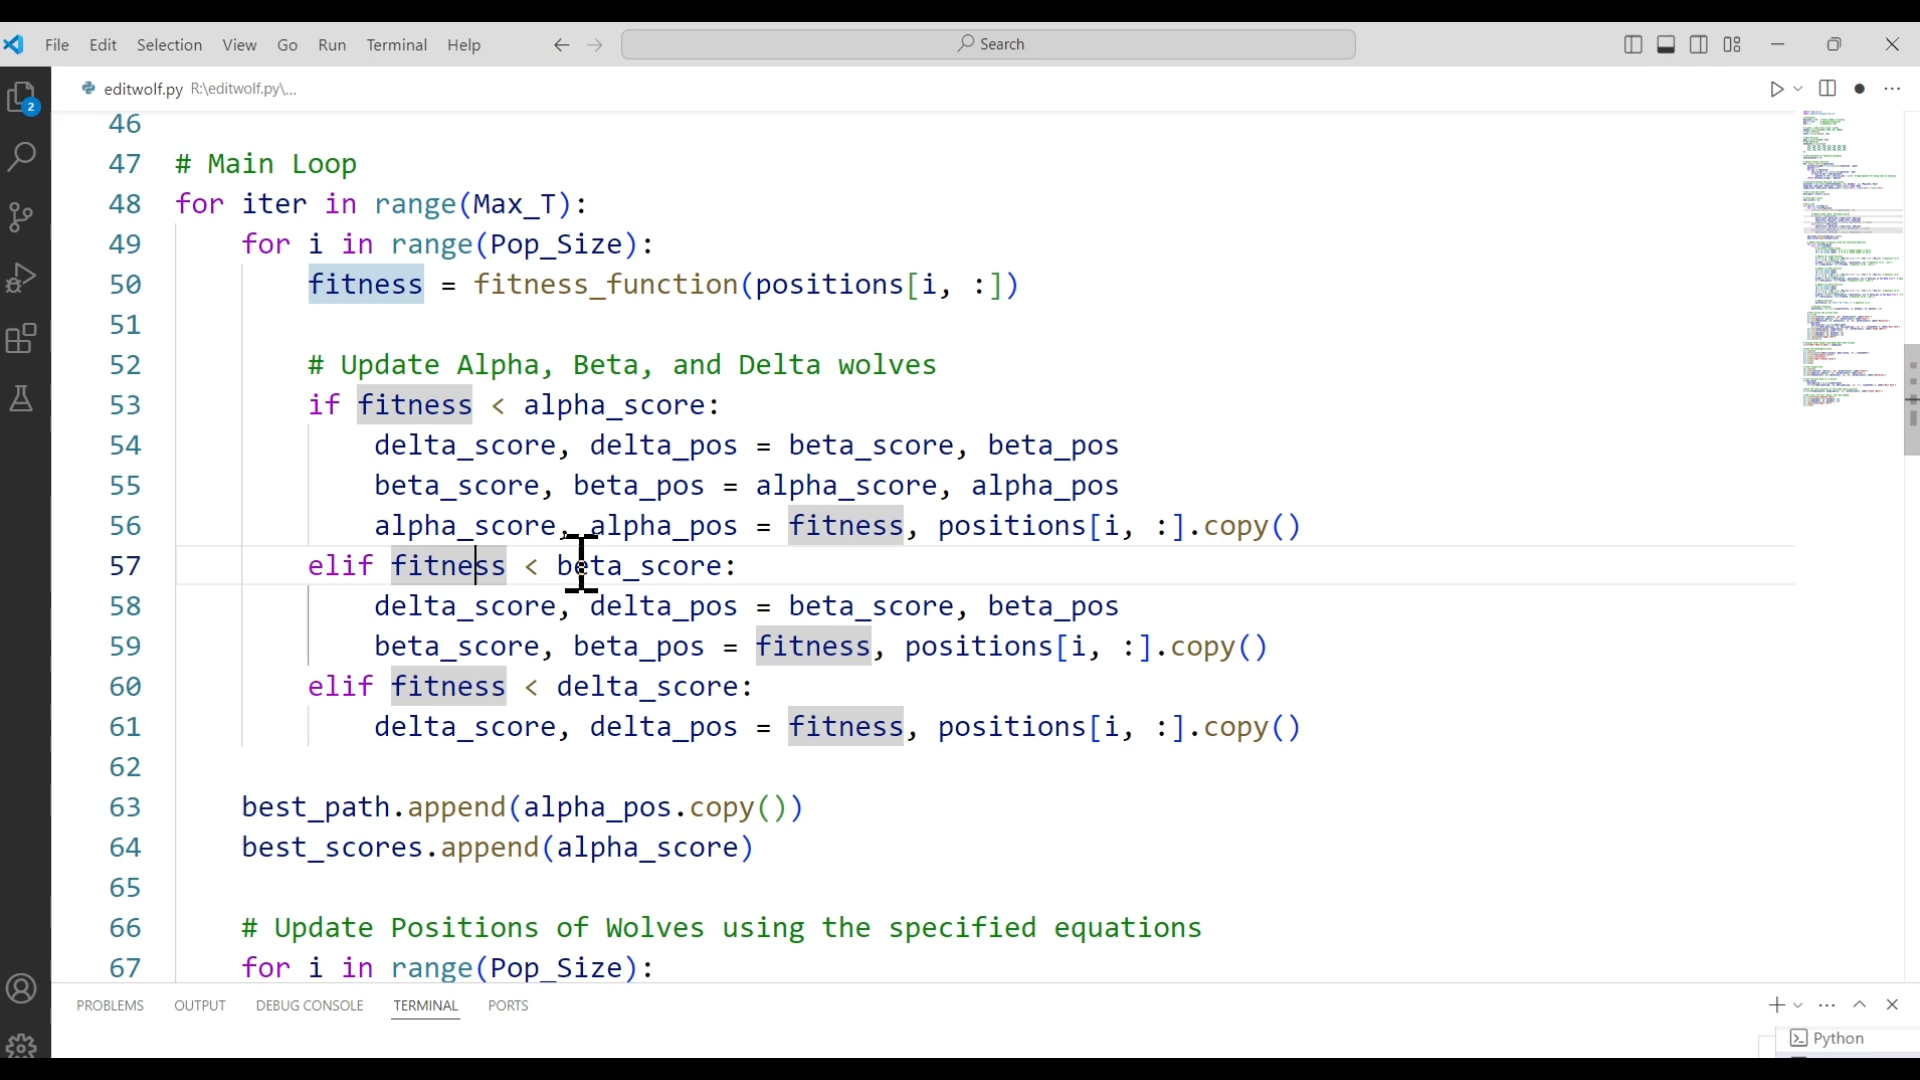 File Edit Selection View Go Run Terminal Help
Search
2
editwolf.py R:\editwolf.py\...
46
47 # Main Loop
48 for iter in range(Max_T):
49 for i in range(Pop_Size):
50 fitness = fitness_function(positions[i, :])
51
52 # Update Alpha, Beta, and Delta wolves
53 if fitness < alpha_score:
54 delta_score, delta_pos = beta_score, beta_pos
55 beta_score, beta_pos = alpha_score, alpha_pos
56 alpha_score, alpha_pos = fitness, positions[i, :].copy()
57 elif fitness < beta_score:
58 delta_score, delta_pos = beta_score, beta_pos
59 beta_score, beta_pos = fitness, positions[i, :].copy()
60 elif fitness < delta_score:
61 delta_score, delta_pos = fitness, positions[i, :].copy()
62
63 best_path.append(alpha_pos.copy())
64 best_scores.append(alpha_score)
65
66 # Update Positions of Wolves using the specified equations
67 for i in range(Pop_Size):
PROBLEMS OUTPUT DEBUG CONSOLE TERMINAL PORTS
Python